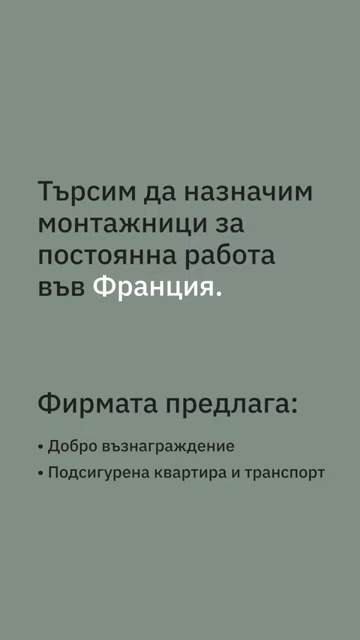 Търсим да назначим
монтажници за
постоянна работа
във Франция.
Фирмата предлага:
• Добро възнаграждение
• Подсигурена квартира и транспорт